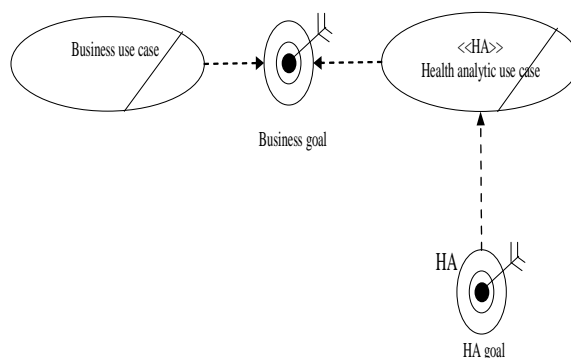 Business use case
<<HA>>
Health analytic use case
Business goal
HA
HA goal